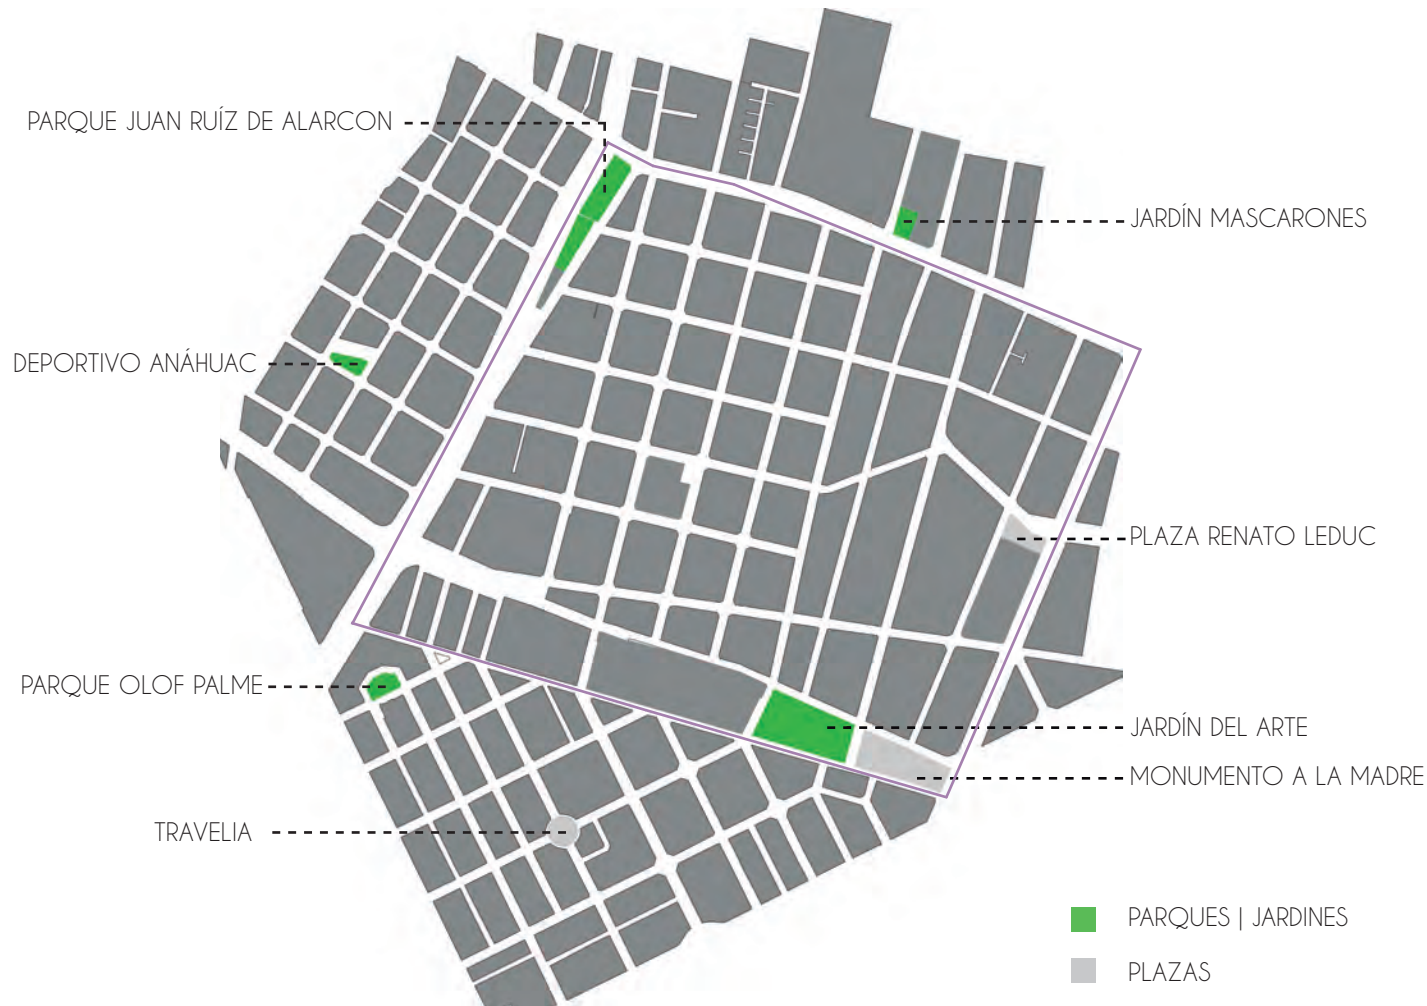 PARQUE JUAN RUÍZ DE ALARCON
JARDÍN MASCARONES
DEPORTIVO ANÁHUAC
PLAZA RENATO LEDUC
PARQUE OLOF PALME
JARDÍN DEL ARTE
MONUMENTO A LA MADRE
TRAVELIA
PARQUES | JARDINES
PLAZAS